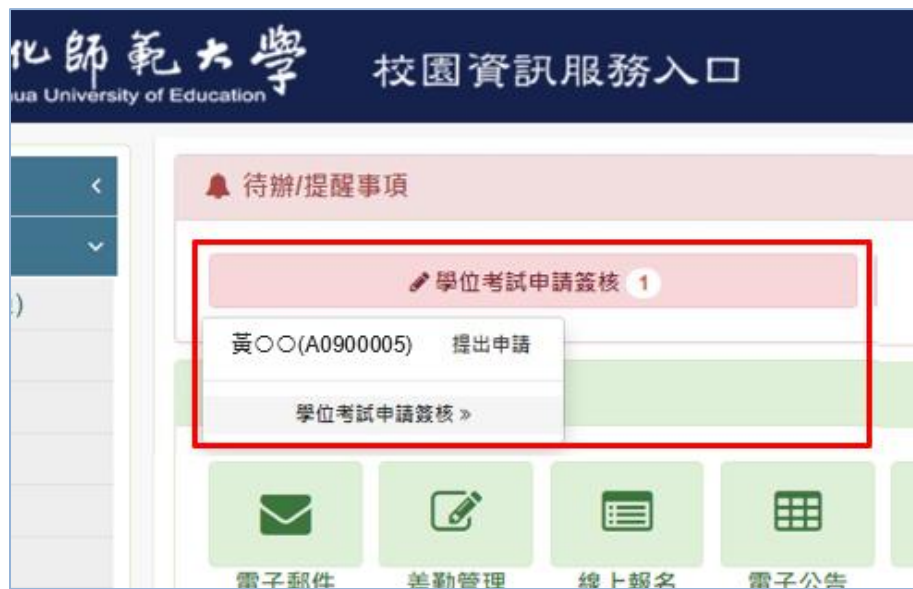 化師範大學
hua University of Education
校園資訊服務入口
待辦/提醒事項
學位考試申請簽核 1
)
黃〇〇(A0900005) 提出申請
學位考試申請簽核 »
電子郵件 差勤管理 線上報名 電子公告